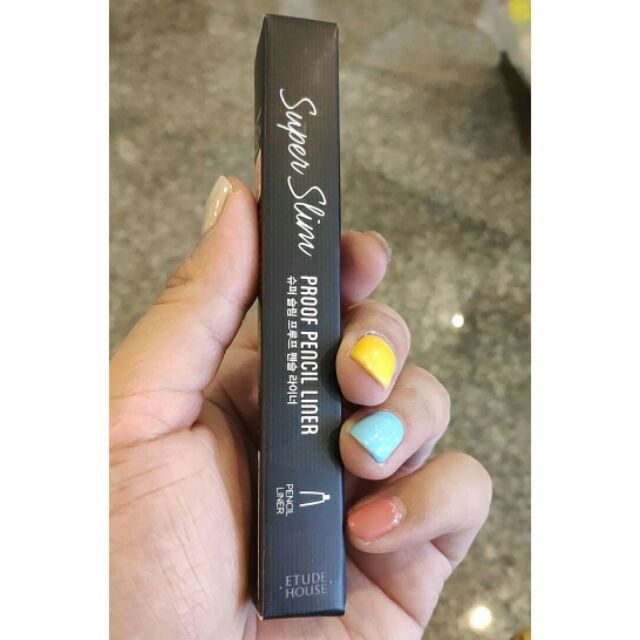 Super Slim
PROOF PENCIL LINER
슈퍼 슬림 프루프 펜슬 라이너
PENCIL
LINER
ETUDE
HOUSE